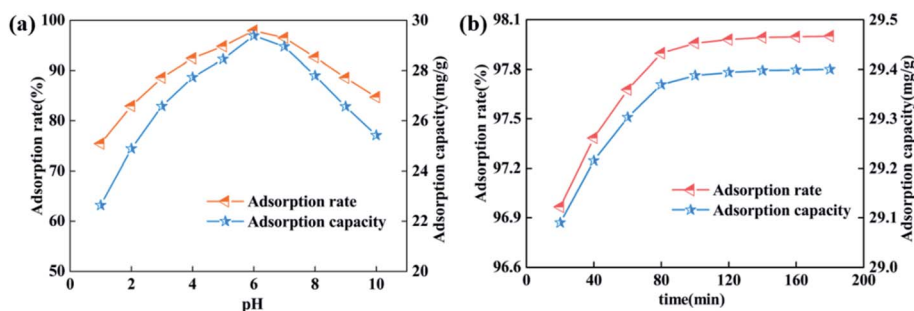 (a)
Adsorption rate(%)
100
90
80
70
60
50
Adsorption rate
Adsorption capacity
30
28
26
24
22
20
Adsorption capacity(mg/g)
0 2 4 6 8 10
pH
(b)
Adsorption rate(%)
98.1
97.8
97.5
97.2
96.9
96.6
Adsorption rate
Adsorption capacity
29.5
29.4
29.3
29.2
29.1
29.0
Adsorption capacity(mg/g)
0 40 80 120 160 200
time(min)